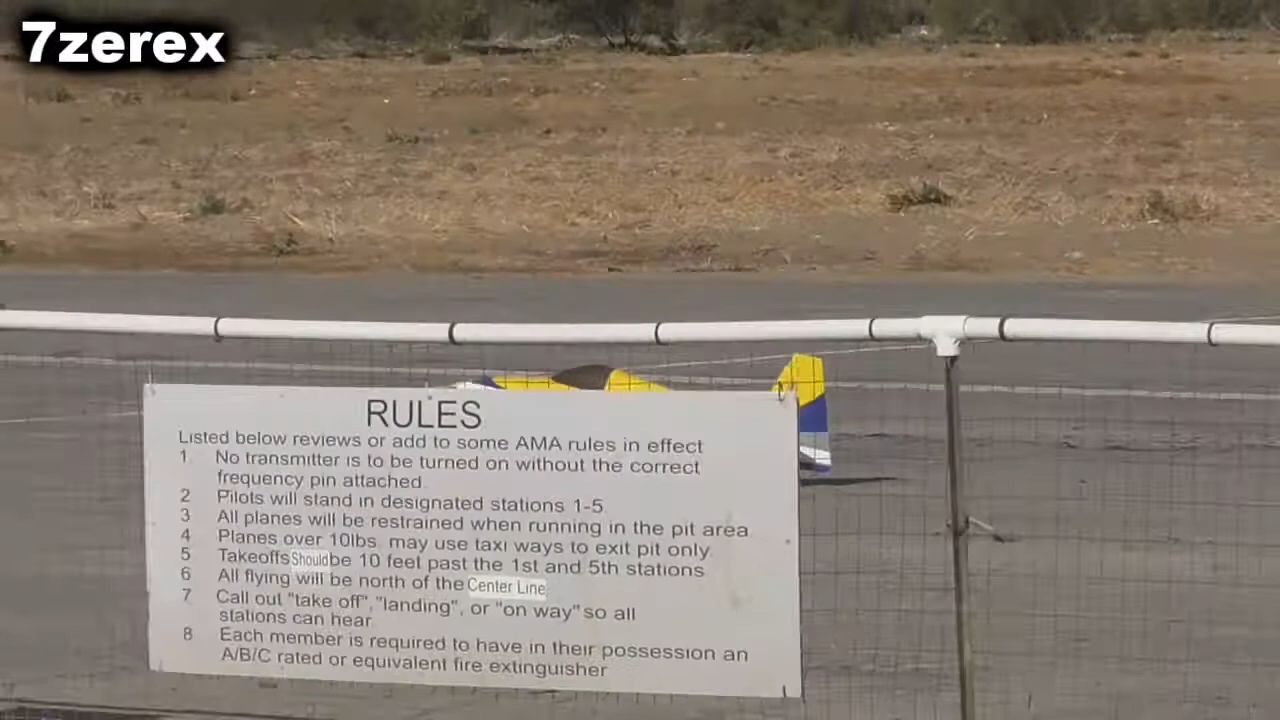 7zerex
RULES
Listed below reviews or add to some AMA rules in effect
1. No transmitter is to be turned on without the correct
frequency pin attached.
2 Pilots will stand in designated stations 1-5
3 All planes will be restrained when running in the pit area
4 Planes over 10lbs. may use taxi ways to exit pit only.
5 Takeoffs Should be 10 feet past the 1st and 5th stations
6 All flying will be north of the Center Line
7 Call out "take off", "landing", or "on way" so all
stations can hear.
8 Each member is required to have in their possession an
A/B/C rated or equivalent fire extinguisher